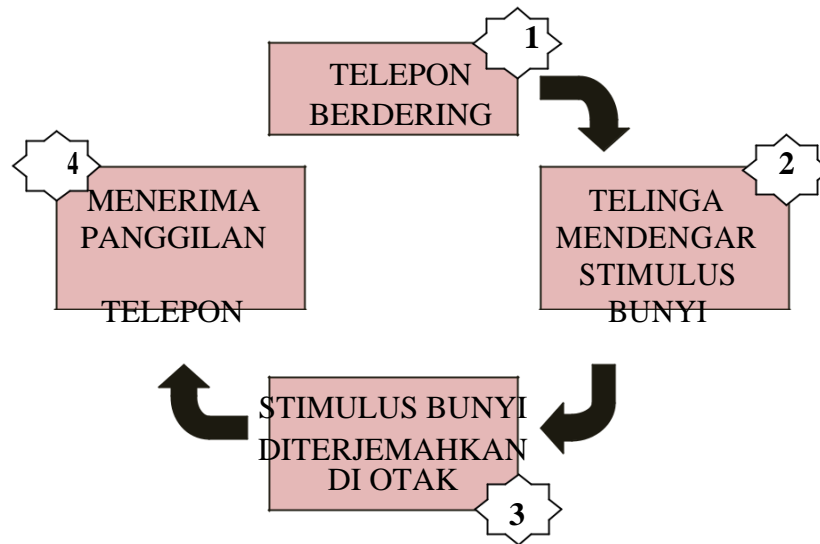 1
TELEPON
BERDERING
2
TELINGA
MENDENGAR
STIMULUS
BUNYI
3
STIMULUS BUNYI
DITERJEMAHKAN
DI OTAK
4
MENERIMA
PANGGILAN
TELEPON